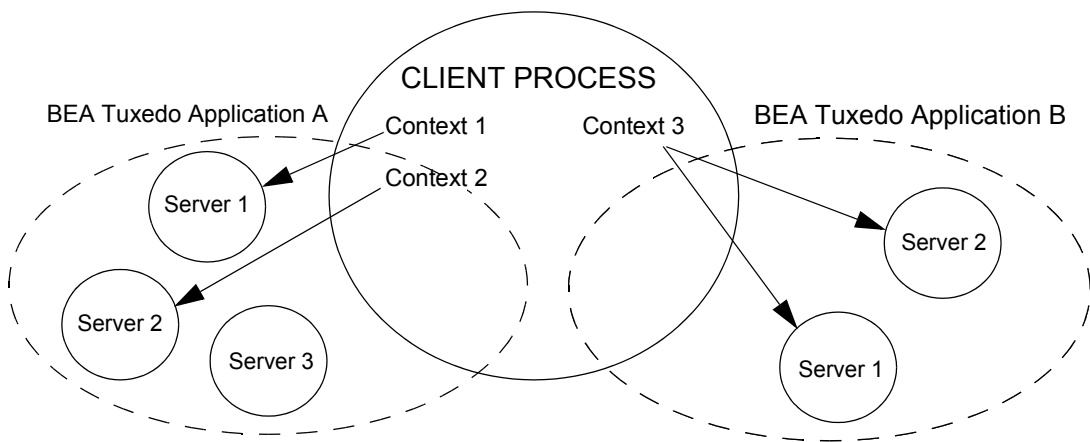 CLIENT PROCESS
BEA Tuxedo Application A
BEA Tuxedo Application B
Context 1
Context 3
Context 2
Server 1
Server 2
Server 2
Server 3
Server 1